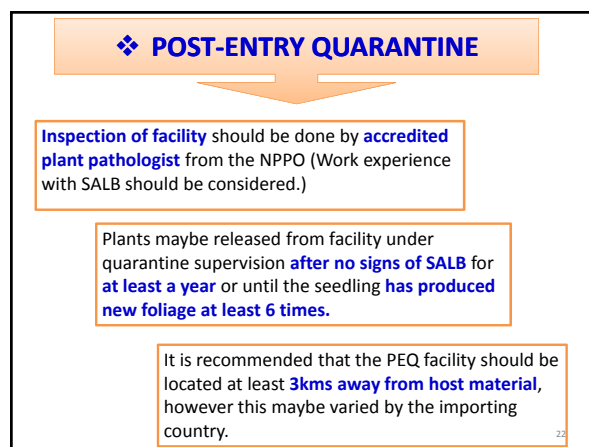 ❖ POST-ENTRY QUARANTINE
Inspection of facility should be done by accredited
plant pathologist from the NPPO (Work experience
with SALB should be considered.)
Plants maybe released from facility under
quarantine supervision after no signs of SALB for
at least a year or until the seedling has produced
new foliage at least 6 times.
It is recommended that the PEQ facility should be
located at least 3kms away from host material,
however this maybe varied by the importing
country.
22